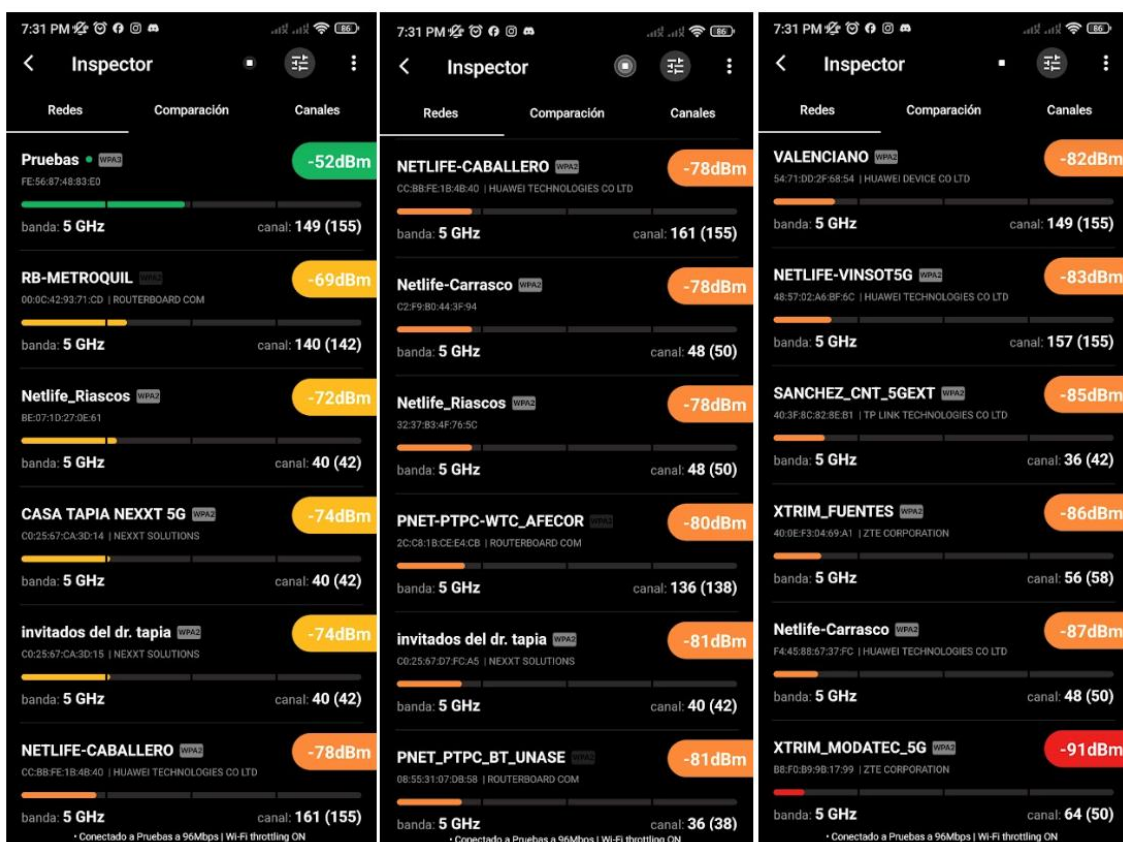 7:31 PM 86
Inspector
Redes Comparación Canales
Pruebas WPA3 -52dBm
FE:56:87:48:83:E0
banda: 5 GHz canal: 149 (155)
RB-METROQUIL WPA2 -69dBm
00:0C:42:93:71:CD | ROUTERBOARD COM
banda: 5 GHz canal: 140 (142)
Netlife_Riascos WPA2 -72dBm
BE:07:1D:27:0E:61
banda: 5 GHz canal: 40 (42)
CASA TAPIA NEXXT 5G WPA2 -74dBm
C0:25:67:CA:3D:14 | NEXXT SOLUTIONS
banda: 5 GHz canal: 40 (42)
invitados del dr. tapia WPA2 -74dBm
C0:25:67:CA:3D:15 | NEXXT SOLUTIONS
banda: 5 GHz canal: 40 (42)
NETLIFE-CABALLERO WPA2 -78dBm
CC:BB:FE:1B:4B:40 | HUAWEI TECHNOLOGIES CO LTD
banda: 5 GHz canal: 161 (155)
• Conectado a Pruebas a 96Mbps | Wi-Fi throttling ON
7:31 PM 86
Inspector
Redes Comparación Canales
NETLIFE-CABALLERO WPA2 -78dBm
CC:BB:FE:1B:4B:40 | HUAWEI TECHNOLOGIES CO LTD
banda: 5 GHz canal: 161 (155)
Netlife-Carrasco WPA2 -78dBm
C2:F9:B0:44:3F:94
banda: 5 GHz canal: 48 (50)
Netlife_Riascos WPA2 -78dBm
32:37:B3:4F:76:5C
banda: 5 GHz canal: 48 (50)
PNET-PTPC-WTC_AFECOR WPA2 -80dBm
2C:C8:1B:CE:E4:CB | ROUTERBOARD COM
banda: 5 GHz canal: 136 (138)
invitados del dr. tapia WPA2 -81dBm
C0:25:67:D7:FC:A5 | NEXXT SOLUTIONS
banda: 5 GHz canal: 40 (42)
PNET_PTPC_BT_UNASE -81dBm
08:55:31:07:DB:58 | ROUTERBOARD COM
banda: 5 GHz canal: 36 (38)
• Conectado a Pruebas a 96Mbps | Wi-Fi throttling ON
7:31 PM 86
Inspector
Redes Comparación Canales
VALENCIANO WPA2 -82dBm
54:71:DD:2F:68:54 | HUAWEI DEVICE CO LTD
banda: 5 GHz canal: 149 (155)
NETLIFE-VINSOT5G WPA2 -83dBm
48:57:02:A6:BF:6C | HUAWEI TECHNOLOGIES CO LTD
banda: 5 GHz canal: 157 (155)
SANCHEZ_CNT_5GEXT WPA2 -85dBm
40:3F:8C:82:8E:B1 | TP LINK TECHNOLOGIES CO LTD
banda: 5 GHz canal: 36 (42)
XTRIM_FUENTES WPA2 -86dBm
40:0E:F3:04:69:A1 | ZTE CORPORATION
banda: 5 GHz canal: 56 (58)
Netlife-Carrasco WPA2 -87dBm
F4:45:88:67:37:FC | HUAWEI TECHNOLOGIES CO LTD
banda: 5 GHz canal: 48 (50)
XTRIM_MODATEC_5G WPA2 -91dBm
B8:F0:B9:9B:17:99 | ZTE CORPORATION
banda: 5 GHz canal: 64 (50)
• Conectado a Pruebas a 96Mbps | Wi-Fi throttling ON